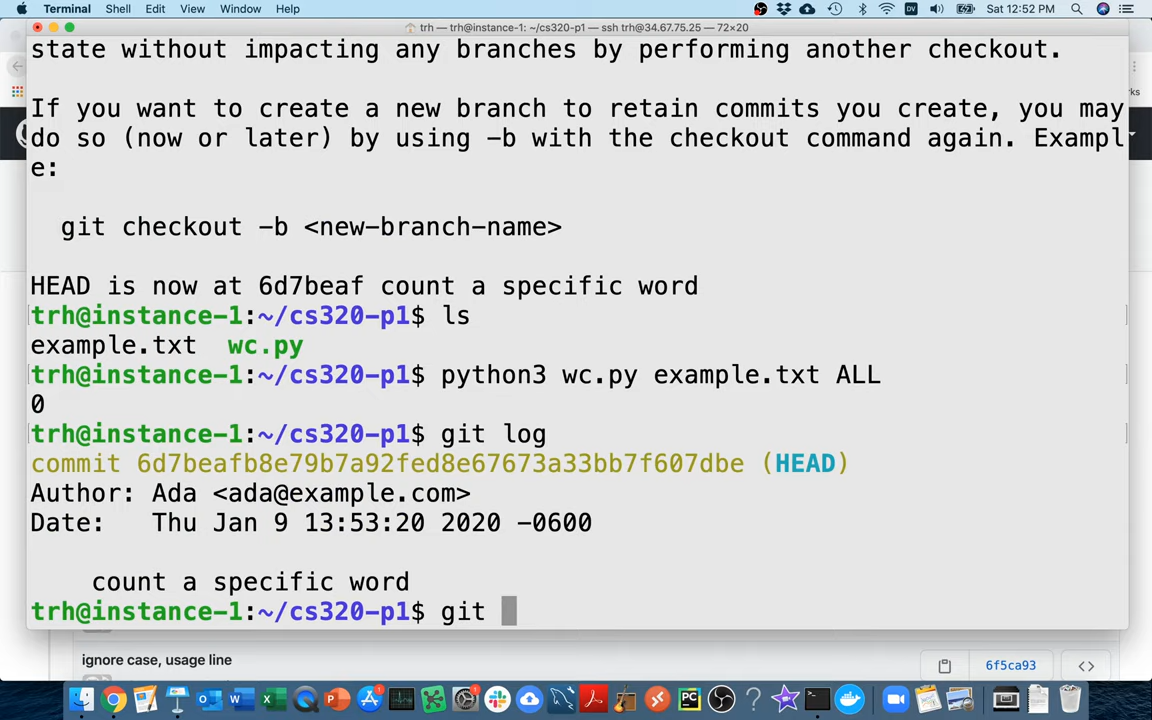 Terminal Shell Edit View Window Help Sat 12:52 PM
trh — trh@instance-1: ~/cs320-p1 — ssh trh@34.67.75.25 — 72×20
state without impacting any branches by performing another checkout.
If you want to create a new branch to retain commits you create, you may
do so (now or later) by using -b with the checkout command again. Exampl
e:
git checkout -b <new-branch-name>
HEAD is now at 6d7beaf count a specific word
trh@instance-1:~/cs320-p1$ ls
example.txt wc.py
trh@instance-1:~/cs320-p1$ python3 wc.py example.txt ALL
0
trh@instance-1:~/cs320-p1$ git log
commit 6d7beafb8e79b7a92fed8e67673a33bb7f607dbe (HEAD)
Author: Ada <ada@example.com>
Date: Thu Jan 9 13:53:20 2020 -0600
count a specific word
trh@instance-1:~/cs320-p1$ git
ignore case, usage line 6f5ca93